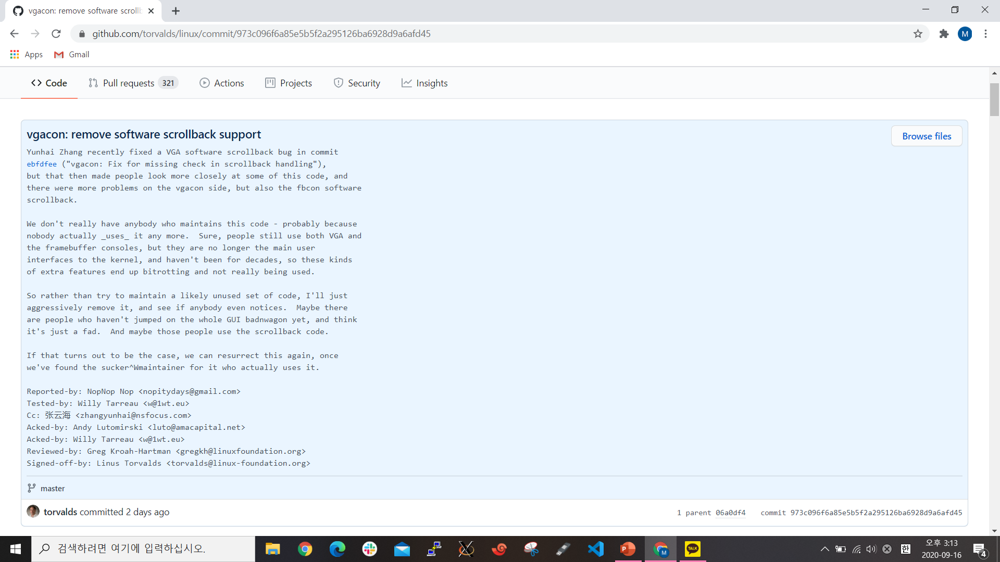 vgacon: remove software scrollb
github.com/torvalds/linux/commit/973c096f6a85e5b5f2a295126ba6928d9a6afd45
M
Apps
Gmail
Code
Pull requests 321
Actions
Projects
Security
Insights
vgacon: remove software scrollback support
Browse files
Yunhai Zhang recently fixed a VGA software scrollback bug in commit
ebfdfee ("vgacon: Fix for missing check in scrollback handling"),
but that then made people look more closely at some of this code, and
there were more problems on the vgacon side, but also the fbcon software
scrollback.
We don't really have anybody who maintains this code - probably because
nobody actually _uses_ it any more.  Sure, people still use both VGA and
the framebuffer consoles, but they are no longer the main user
interfaces to the kernel, and haven't been for decades, so these kinds
of extra features end up bitrotting and not really being used.
So rather than try to maintain a likely unused set of code, I'll just
aggressively remove it, and see if anybody even notices.  Maybe there
are people who haven't jumped on the whole GUI badnwagon yet, and think
it's just a fad.  And maybe those people use the scrollback code.
If that turns out to be the case, we can resurrect this again, once
we've found the sucker^Wmaintainer for it who actually uses it.
Reported-by: NopNop Nop <nopitydays@gmail.com>
Tested-by: Willy Tarreau <w@1wt.eu>
Cc: 张云海 <zhangyunhai@nsfocus.com>
Acked-by: Andy Lutomirski <luto@amacapital.net>
Acked-by: Willy Tarreau <w@1wt.eu>
Reviewed-by: Greg Kroah-Hartman <gregkh@linuxfoundation.org>
Signed-off-by: Linus Torvalds <torvalds@linux-foundation.org>
master
torvalds committed 2 days ago
1 parent 06a0df4
commit 973c096f6a85e5b5f2a295126ba6928d9a6afd45
검색하려면 여기에 입력하십시오.
P
M
TALK
한
오후 3:13
2020-09-16
4